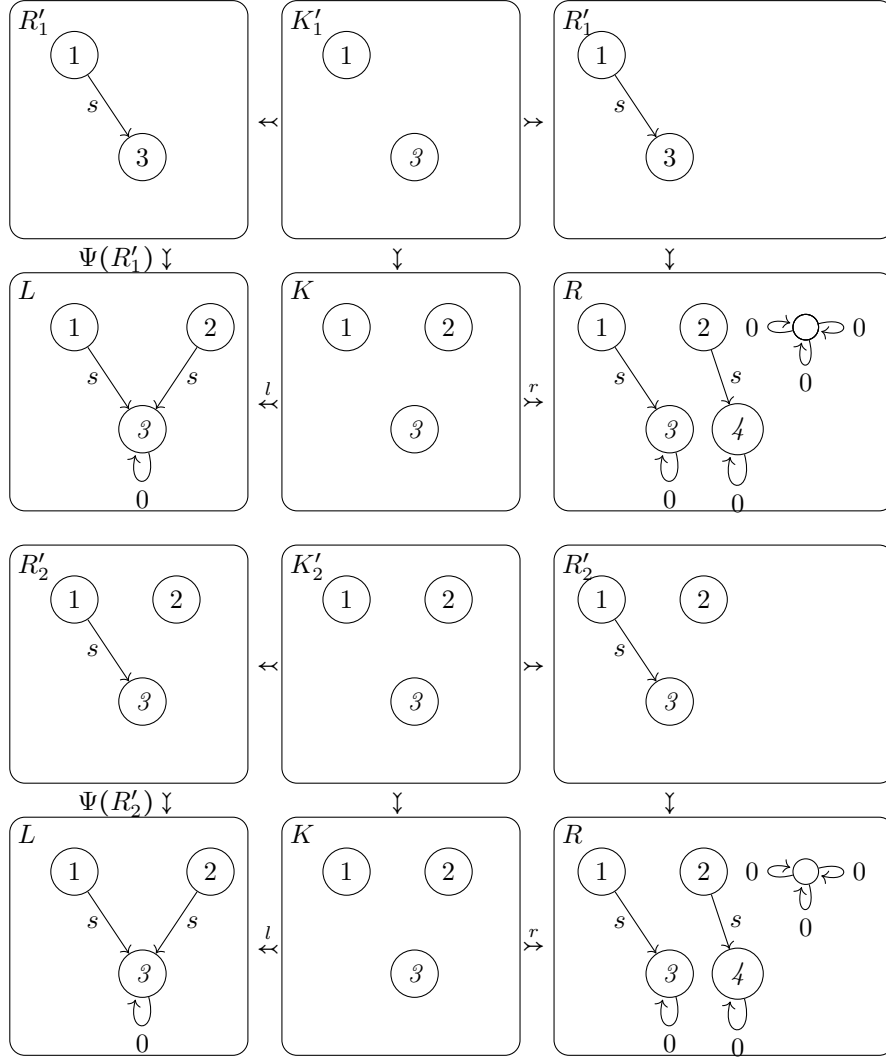 R′₁ K′₁ R′₁
1 1 1
s s
3 3 3
↢ ↣
Ψ(R′₁)
L K R
1 2 1 2 1 2 0 0
0
s s l r s s
3 3 3 4
0 0 0
R′₂ K′₂ R′₂
1 2 1 2 1 2
s s
3 3 3
↢ ↣
Ψ(R′₂)
L K R
1 2 1 2 1 2 0 0
0
s s l r s s
3 3 3 4
0 0 0